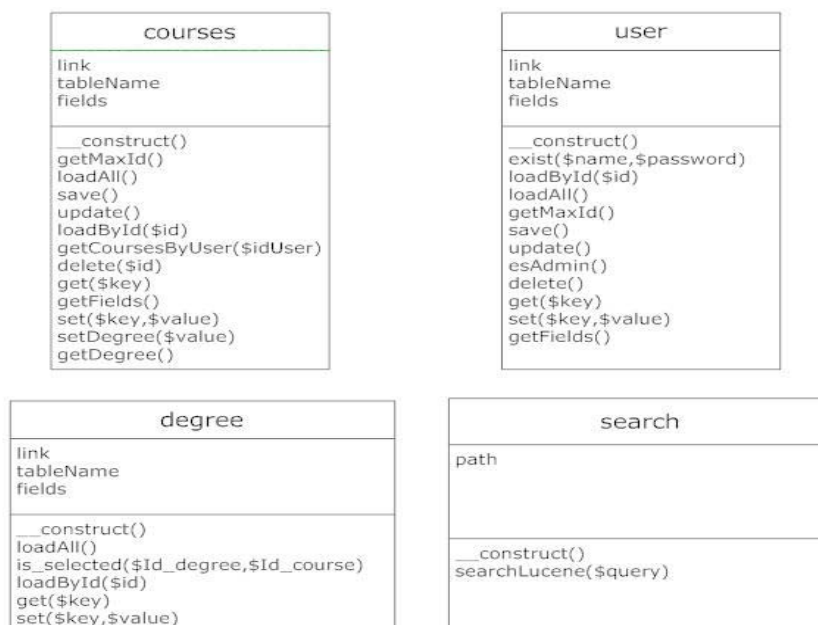 courses
link
tableName
fields
__construct()
getMaxId()
loadAll()
save()
update()
loadById($id)
getCoursesByUser($idUser)
delete($id)
get($key)
getFields()
set($key,$value)
setDegree($value)
getDegree()
user
link
tableName
fields
__construct()
exist($name,$password)
loadById($id)
loadAll()
getMaxId()
save()
update()
esAdmin()
delete()
get($key)
set($key,$value)
getFields()
degree
link
tableName
fields
__construct()
loadAll()
is_selected($Id_degree,$Id_course)
loadById($id)
get($key)
set($key,$value)
search
path
__construct()
searchLucene($query)